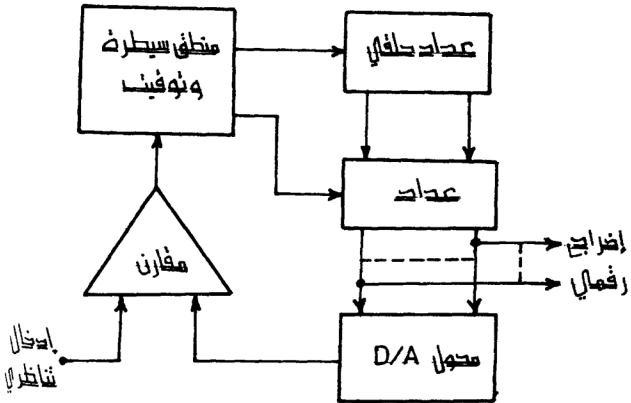 منطق سيطرة
وتوقيت
عداد حلقي
عداد
إخراج
رقمي
مقارن
محول D/A
إدخال
تناظري